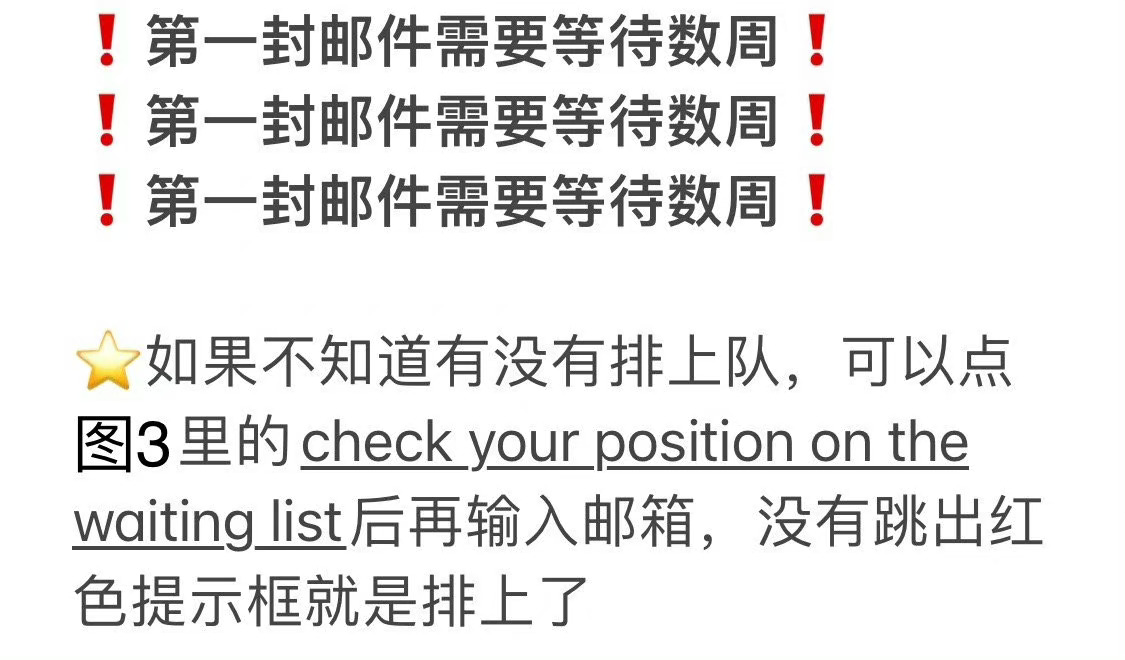 ❗第一封邮件需要等待数周❗
❗第一封邮件需要等待数周❗
❗第一封邮件需要等待数周❗
⭐如果不知道有没有排上队，可以点
图3里的check your position on the
waiting list后再输入邮箱，没有跳出红
色提示框就是排上了